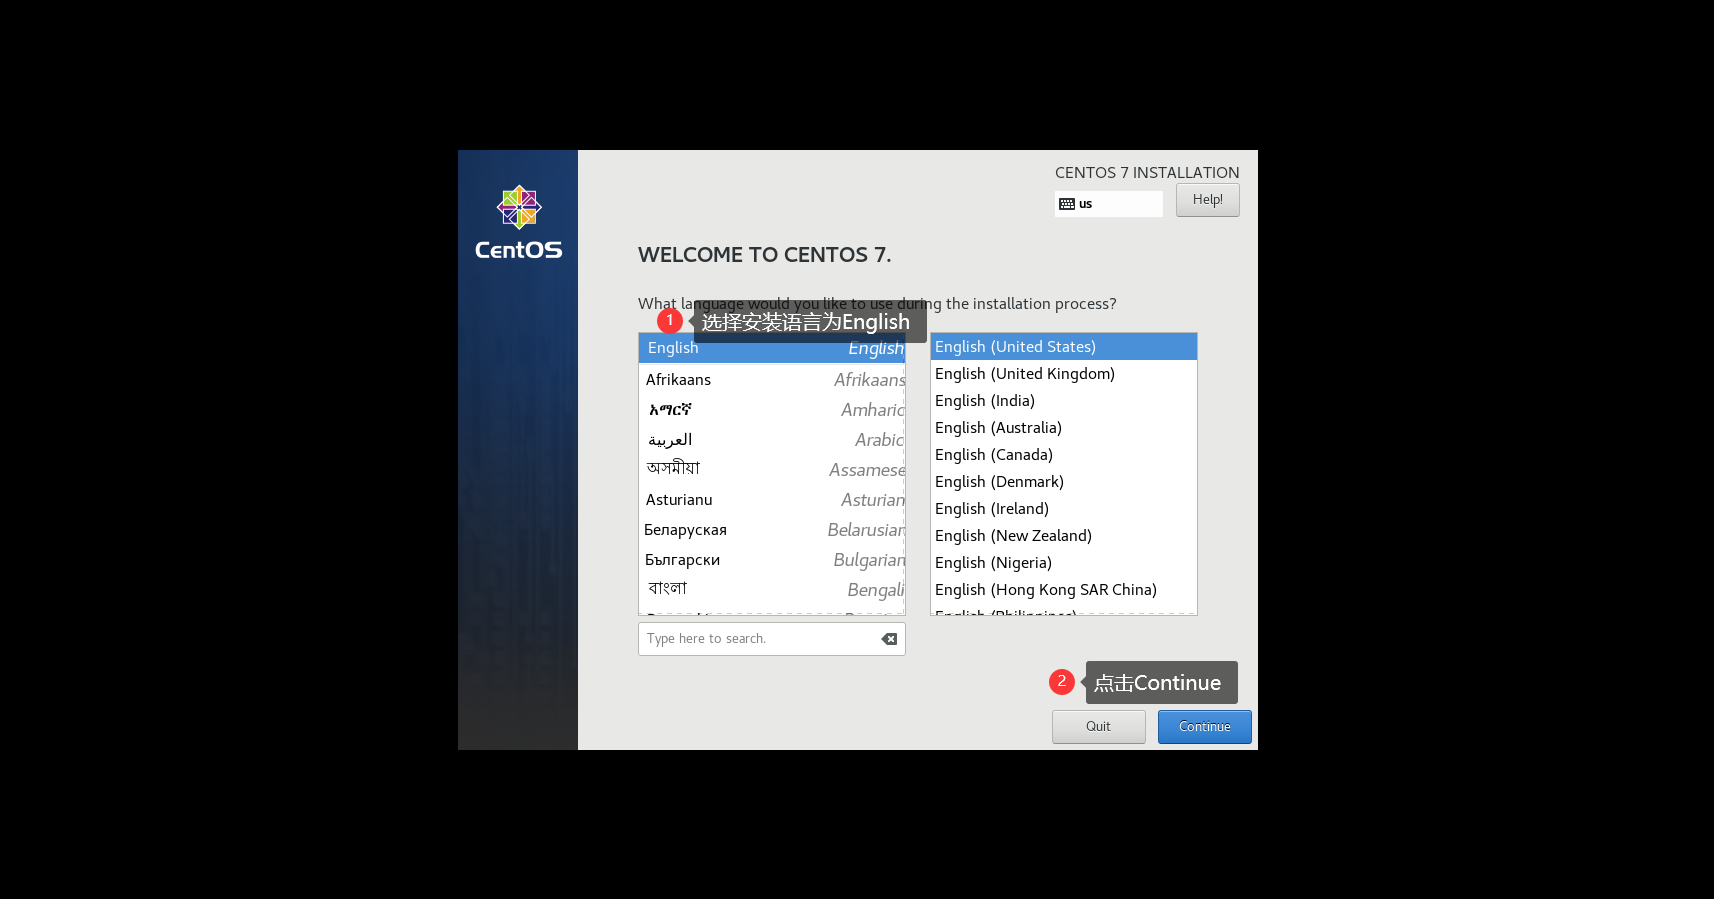 CentOS
CENTOS 7 INSTALLATION
us
Help!
WELCOME TO CENTOS 7.
What language would you like to use during the installation process?
1 选择安装语言为English
English English
Afrikaans Afrikaans
አማርኛ Amharic
العربية Arabic
অসমীয়া Assamese
Asturianu Asturian
Беларуская Belarusian
Български Bulgarian
বাংলা Bengali
English (United States)
English (United Kingdom)
English (India)
English (Australia)
English (Canada)
English (Denmark)
English (Ireland)
English (New Zealand)
English (Nigeria)
English (Hong Kong SAR China)
English (Philippines)
Type here to search.
2 点击Continue
Quit
Continue